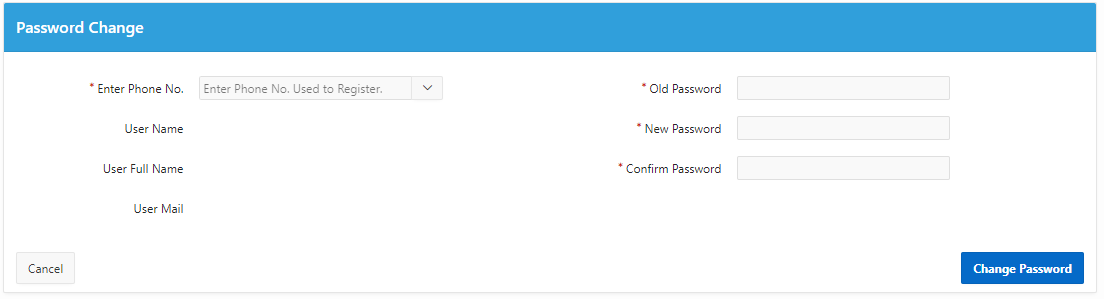 Password Change
* Enter Phone No. Enter Phone No. Used to Register.
User Name
User Full Name
User Mail
* Old Password
* New Password
* Confirm Password
Cancel
Change Password